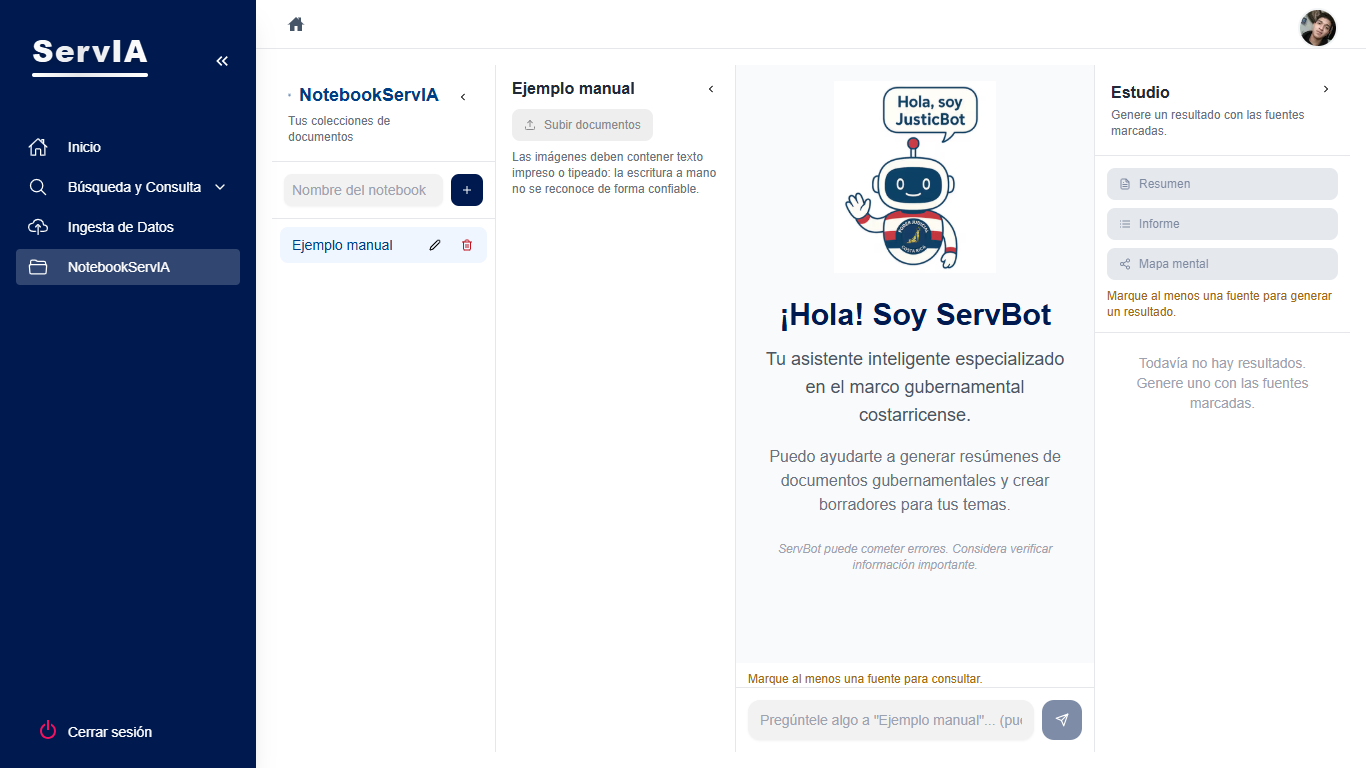 ServIA
Inicio
Búsqueda y Consulta
Ingesta de Datos
NotebookServIA
Cerrar sesión
NotebookServIA
Tus colecciones de
documentos
Nombre del notebook
Ejemplo manual
Ejemplo manual
Subir documentos
Las imágenes deben contener texto
impreso o tipeado: la escritura a mano
no se reconoce de forma confiable.
Hola, soy
JusticBot
PODER JUDICIAL
COSTA RICA
¡Hola! Soy ServBot
Tu asistente inteligente especializado
en el marco gubernamental
costarricense.
Puedo ayudarte a generar resúmenes de
documentos gubernamentales y crear
borradores para tus temas.
ServBot puede cometer errores. Considera verificar
información importante.
Marque al menos una fuente para consultar.
Pregúntele algo a "Ejemplo manual"... (pue
Estudio
Genere un resultado con las fuentes
marcadas.
Resumen
Informe
Mapa mental
Marque al menos una fuente para generar
un resultado.
Todavía no hay resultados.
Genere uno con las fuentes
marcadas.